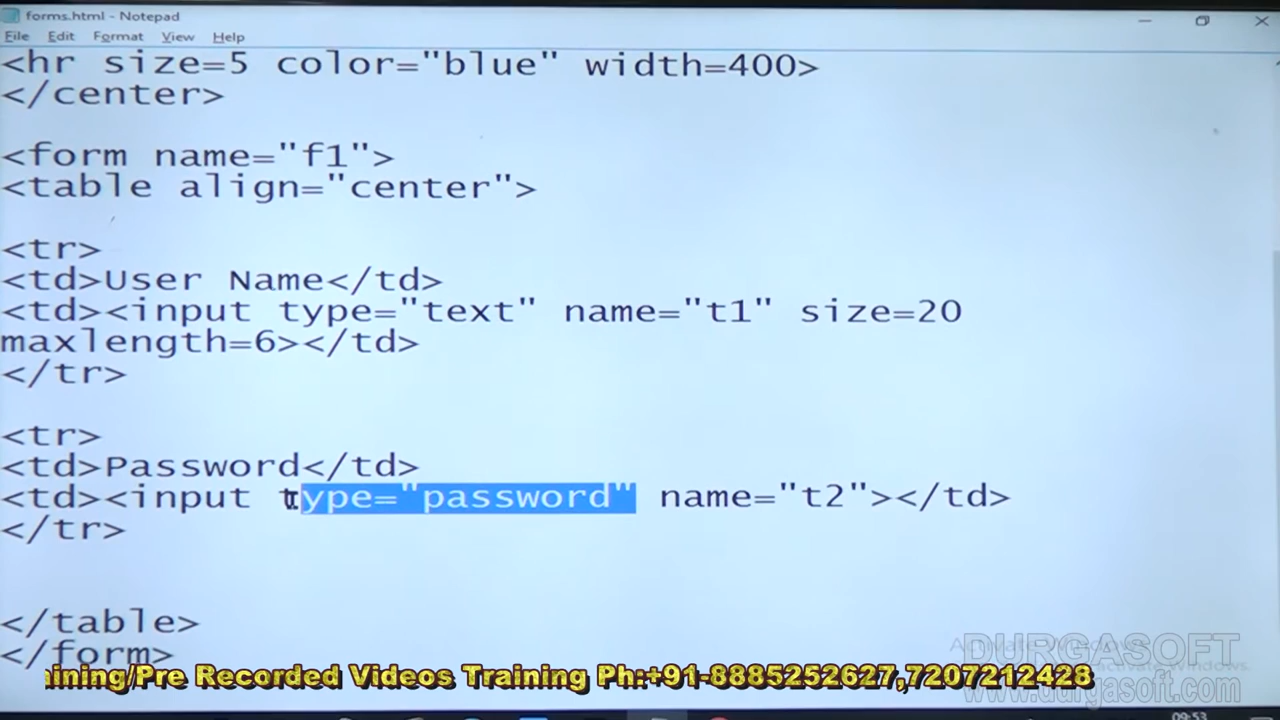 forms.html - Notepad
File Edit Format View Help
<hr size=5 color="blue" width=400>
</center>
<form name="f1">
<table align="center">
<tr>
<td>User Name</td>
<td><input type="text" name="t1" size=20
maxlength=6></td>
</tr>
<tr>
<td>Password</td>
<td><input type="password" name="t2"></td>
</tr>
</table>
</form>
DURGASOFT
aining/Pre Recorded Videos Training Ph:+91-8885252627,7207212428
www.durgasoft.com
09:53